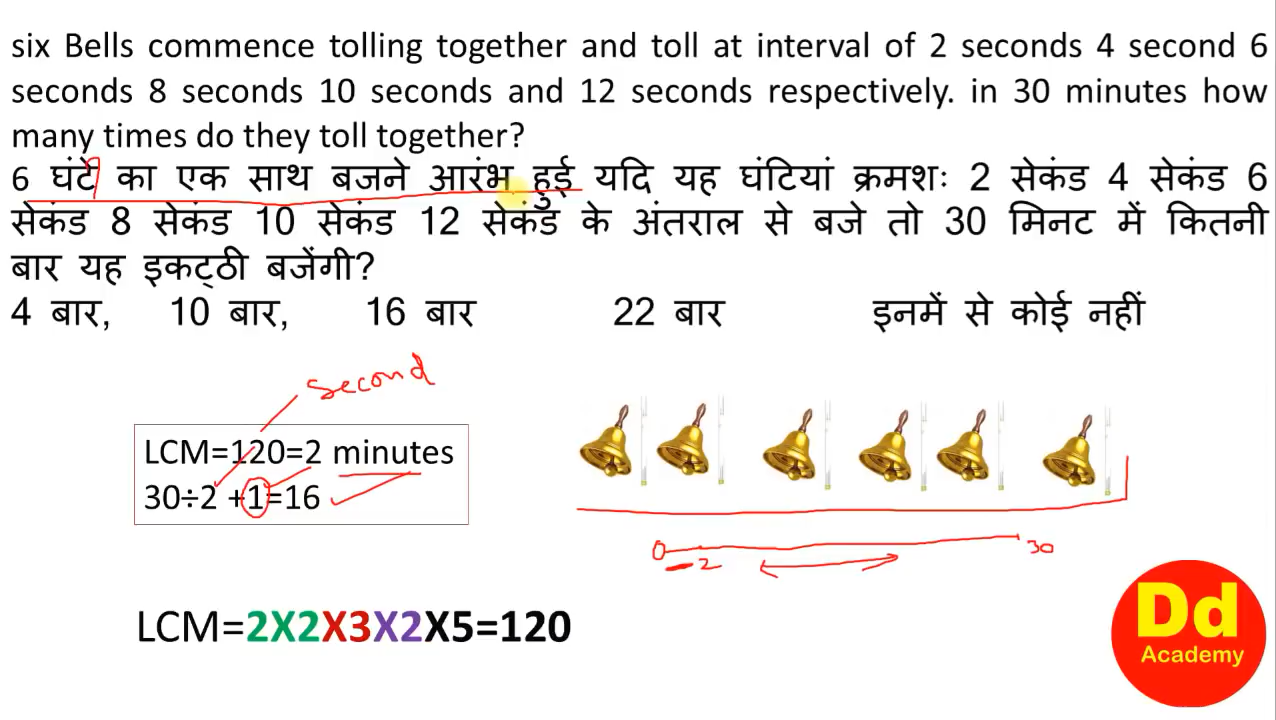 six Bells commence tolling together and toll at interval of 2 seconds 4 second 6
seconds 8 seconds 10 seconds and 12 seconds respectively. in 30 minutes how
many times do they toll together?
6 घंटे का एक साथ बजने आरंभ हुई यदि यह घंटियां क्रमशः 2 सेकंड 4 सेकंड 6
सेकंड 8 सेकंड 10 सेकंड 12 सेकंड के अंतराल से बजे तो 30 मिनट में कितनी
बार यह इकट्ठी बजेंगी?
4 बार, 10 बार, 16 बार 22 बार इनमें से कोई नहीं
second
LCM=120=2 minutes
30÷2 +1=16
0 2 30
LCM=2X2X3X2X5=120
Dd
Academy